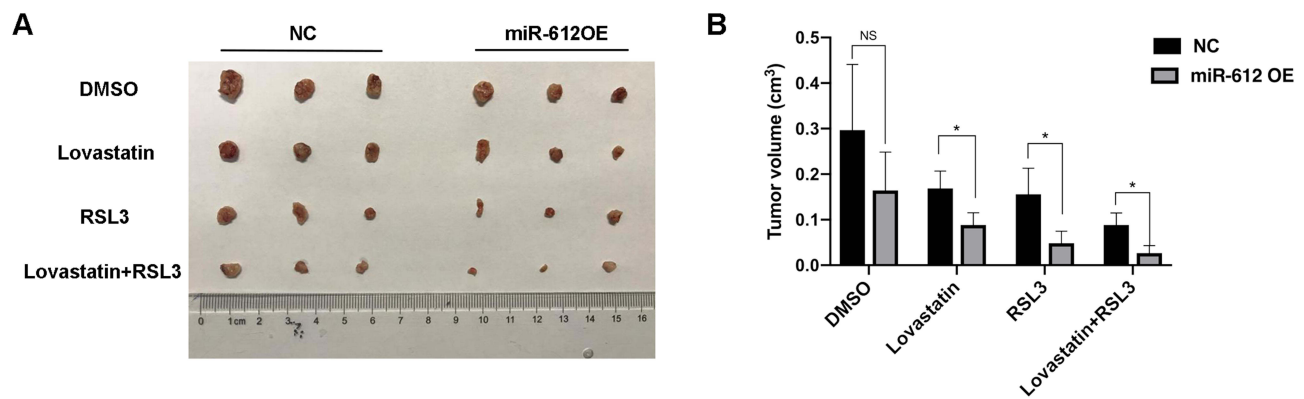 A
NC
miR-612OE
DMSO
Lovastatin
RSL3
Lovastatin+RSL3
0 1cm 2 3 4 5 6 7 8 9 10 11 12 13 14 15 16
B
Tumor volume (cm3)
0.5
0.4
0.3
0.2
0.1
0.0
NS
*
*
*
NC
miR-612 OE
DMSO
Lovastatin
RSL3
Lovastatin+RSL3